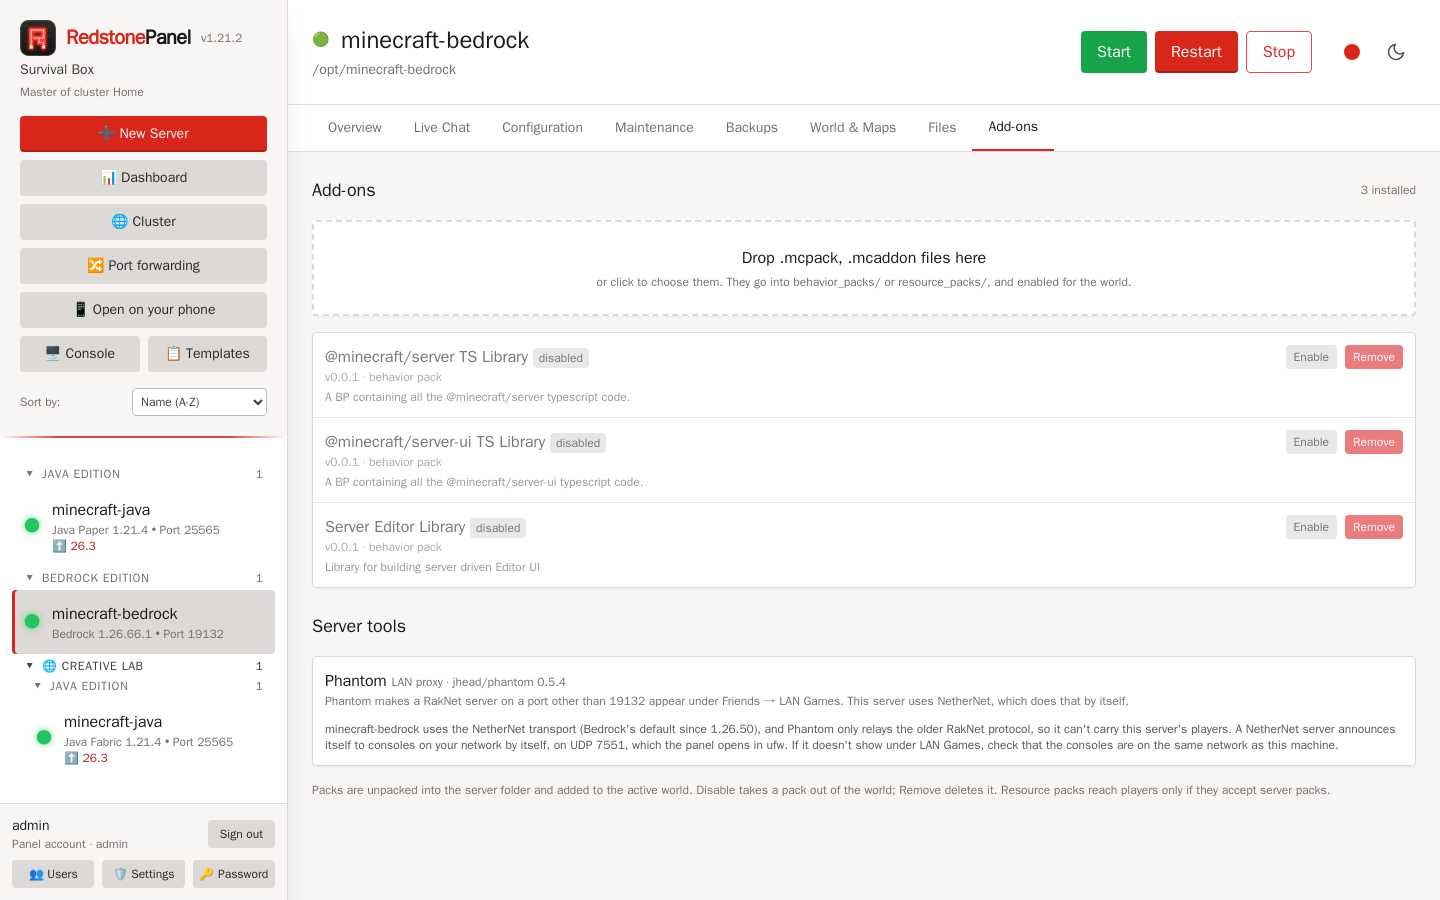 RedstonePanel v1.21.2
Survival Box
Master of cluster Home
➕ New Server
📊 Dashboard
🌐 Cluster
🔀 Port forwarding
📱 Open on your phone
🖥️ Console
📋 Templates
Sort by:
Name (A-Z)
▼ JAVA EDITION 1
minecraft-java
Java Paper 1.21.4 • Port 25565
⬆️ 26.3
▼ BEDROCK EDITION 1
minecraft-bedrock
Bedrock 1.26.66.1 • Port 19132
▼ 🌐 CREATIVE LAB 1
▼ JAVA EDITION 1
minecraft-java
Java Fabric 1.21.4 • Port 25565
⬆️ 26.3
admin
Panel account · admin
Sign out
👥 Users
🛡️ Settings
🔑 Password
minecraft-bedrock
/opt/minecraft-bedrock
Start
Restart
Stop
Overview
Live Chat
Configuration
Maintenance
Backups
World & Maps
Files
Add-ons
Add-ons
3 installed
Drop .mcpack, .mcaddon files here
or click to choose them. They go into behavior_packs/ or resource_packs/, and enabled for the world.
@minecraft/server TS Library disabled
v0.0.1 · behavior pack
A BP containing all the @minecraft/server typescript code.
Enable
Remove
@minecraft/server-ui TS Library disabled
v0.0.1 · behavior pack
A BP containing all the @minecraft/server-ui typescript code.
Enable
Remove
Server Editor Library disabled
v0.0.1 · behavior pack
Library for building server driven Editor UI
Enable
Remove
Server tools
Phantom LAN proxy · jhead/phantom 0.5.4
Phantom makes a RakNet server on a port other than 19132 appear under Friends → LAN Games. This server uses NetherNet, which does that by itself.
minecraft-bedrock uses the NetherNet transport (Bedrock's default since 1.26.50), and Phantom only relays the older RakNet protocol, so it can't carry this server's players. A NetherNet server announces
itself to consoles on your network by itself, on UDP 7551, which the panel opens in ufw. If it doesn't show under LAN Games, check that the consoles are on the same network as this machine.
Packs are unpacked into the server folder and added to the active world. Disable takes a pack out of the world; Remove deletes it. Resource packs reach players only if they accept server packs.